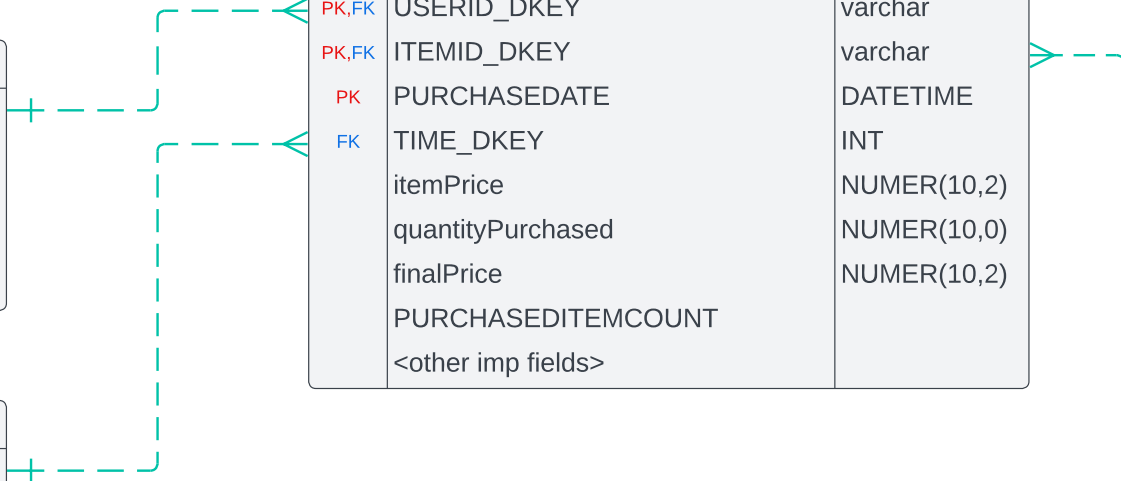 PK,FK USERID_DKEY varchar
PK,FK ITEMID_DKEY varchar
PK PURCHASEDATE DATETIME
FK TIME_DKEY INT
itemPrice NUMER(10,2)
quantityPurchased NUMER(10,0)
finalPrice NUMER(10,2)
PURCHASEDITEMCOUNT
<other imp fields>